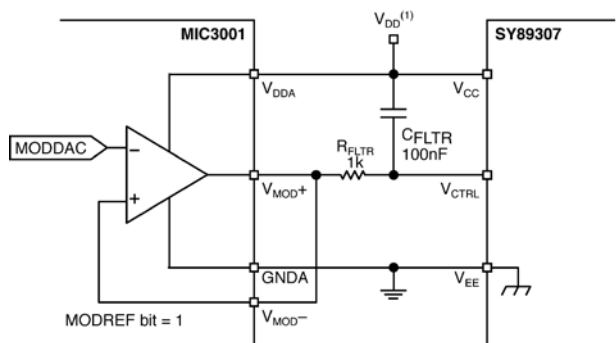 MIC3001
V_DD(1)
SY89307
V_DDA
V_CC
MODDAC
−
+
R_FLTR
1k
C_FLTR
100nF
V_MOD+
V_CTRL
GNDA
V_EE
MODREF bit = 1
V_MOD−